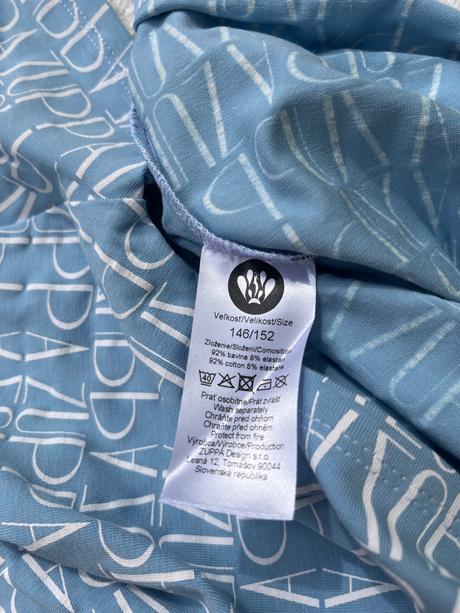 Veľkosť/Velikost/Size
146/152
Zloženie/Složení/Comosition
92% bavlna 8% elastan
92% cotton 8% elastan
40
Prať osobitne/Prát zvlášť
Wash separately
Chráňte pred ohňom
Chraňte před ohněm
Protect from fire
Výrobca/Výrobce/Production
ZUPPA Design s.r.o.
Lesná 12, Tomášov 90044
Slovenská republika